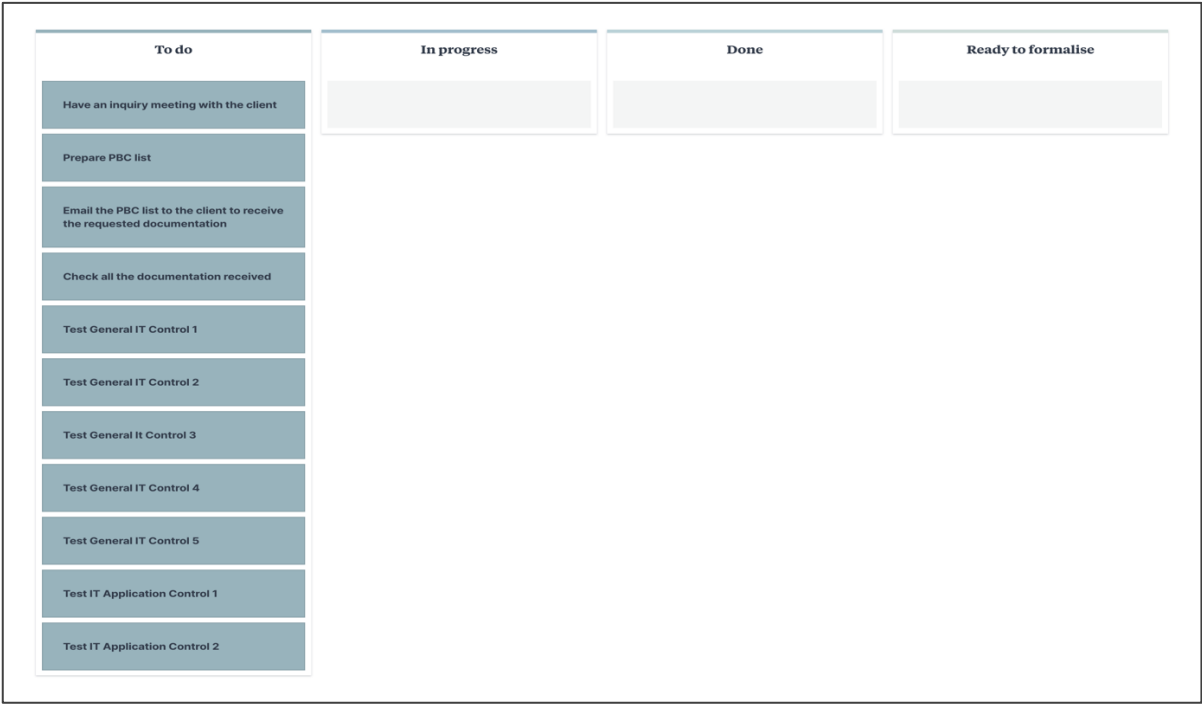 To do
In progress
Done
Ready to formalise
Have an inquiry meeting with the client
Prepare PBC list
Email the PBC list to the client to receive
the requested documentation
Check all the documentation received
Test General IT Control 1
Test General IT Control 2
Test General It Control 3
Test General IT Control 4
Test General IT Control 5
Test IT Application Control 1
Test IT Application Control 2